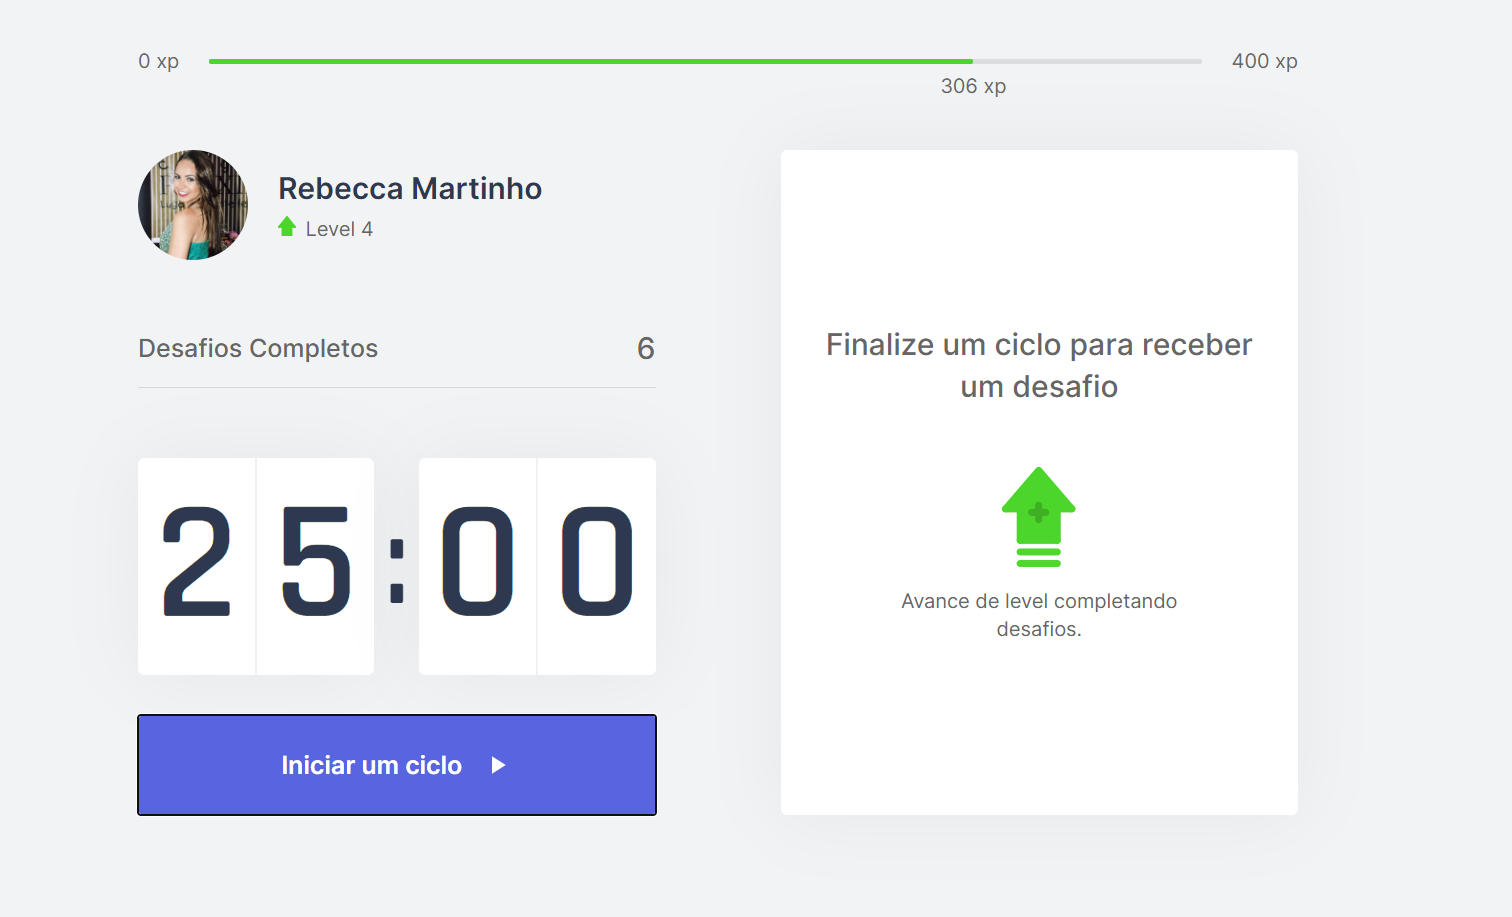 0 xp
400 xp
306 xp
Rebecca Martinho
Level 4
Desafios Completos 6
25:00
Iniciar um ciclo
Finalize um ciclo para receber
um desafio
Avance de level completando
desafios.